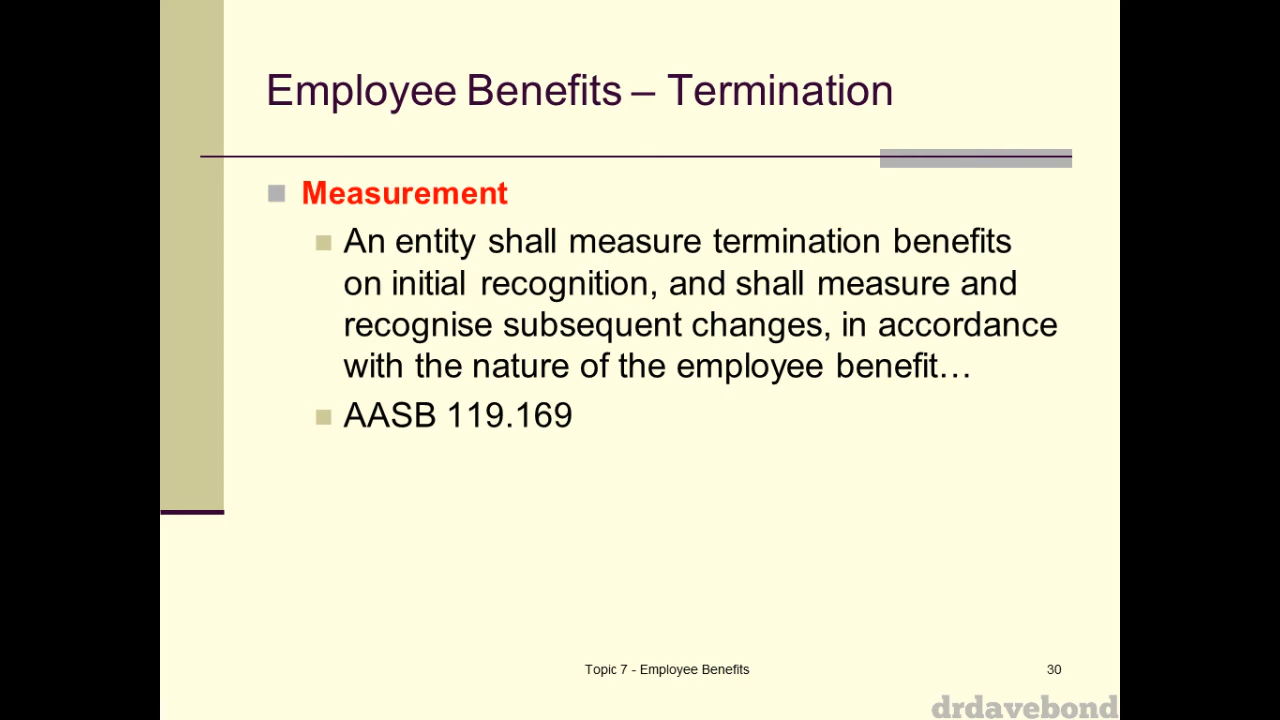 Employee Benefits – Termination
Measurement
An entity shall measure termination benefits
on initial recognition, and shall measure and
recognise subsequent changes, in accordance
with the nature of the employee benefit…
AASB 119.169
Topic 7 - Employee Benefits
30
drdavebond